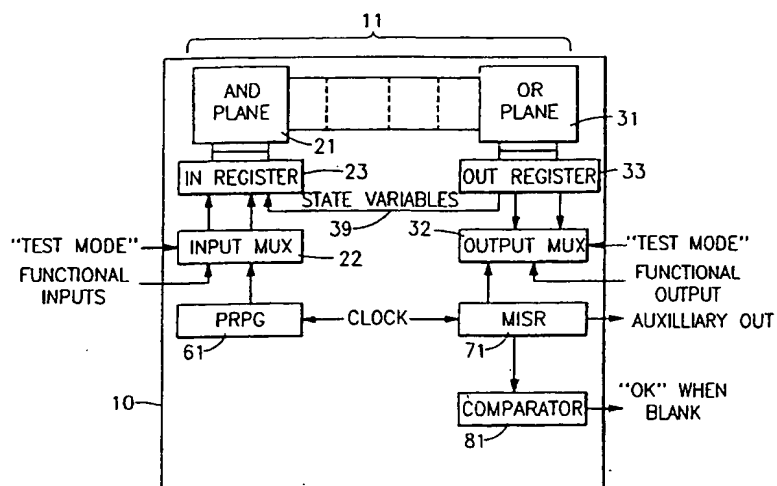 11
AND
PLANE
21
OR
PLANE
31
IN REGISTER
23
OUT REGISTER
33
STATE VARIABLES
39
"TEST MODE"
INPUT MUX
22
32
OUTPUT MUX
"TEST MODE"
FUNCTIONAL
INPUTS
FUNCTIONAL
OUTPUT
PRPG
61
CLOCK
MISR
71
AUXILLIARY OUT
10
COMPARATOR
81
"OK" WHEN
BLANK